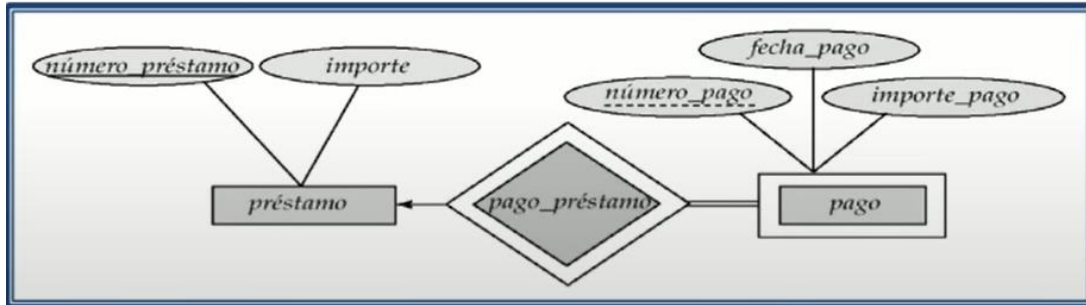 fecha_pago
número_préstamo
importe
número_pago
importe_pago
préstamo
pago_préstamo
pago